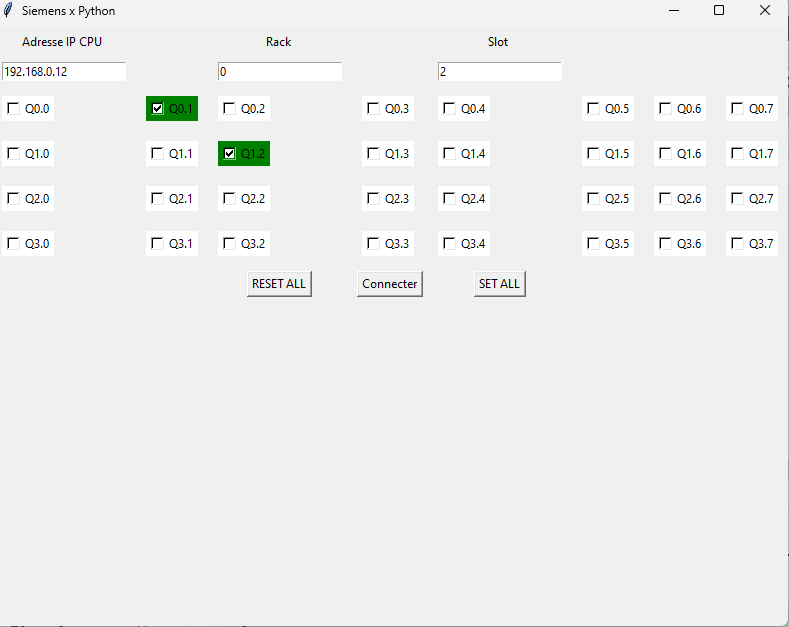 Siemens x Python
Adresse IP CPU Rack Slot
192.168.0.12 0 2
Q0.0 Q0.1 Q0.2 Q0.3 Q0.4 Q0.5 Q0.6 Q0.7
Q1.0 Q1.1 Q1.2 Q1.3 Q1.4 Q1.5 Q1.6 Q1.7
Q2.0 Q2.1 Q2.2 Q2.3 Q2.4 Q2.5 Q2.6 Q2.7
Q3.0 Q3.1 Q3.2 Q3.3 Q3.4 Q3.5 Q3.6 Q3.7
RESET ALL Connecter SET ALL